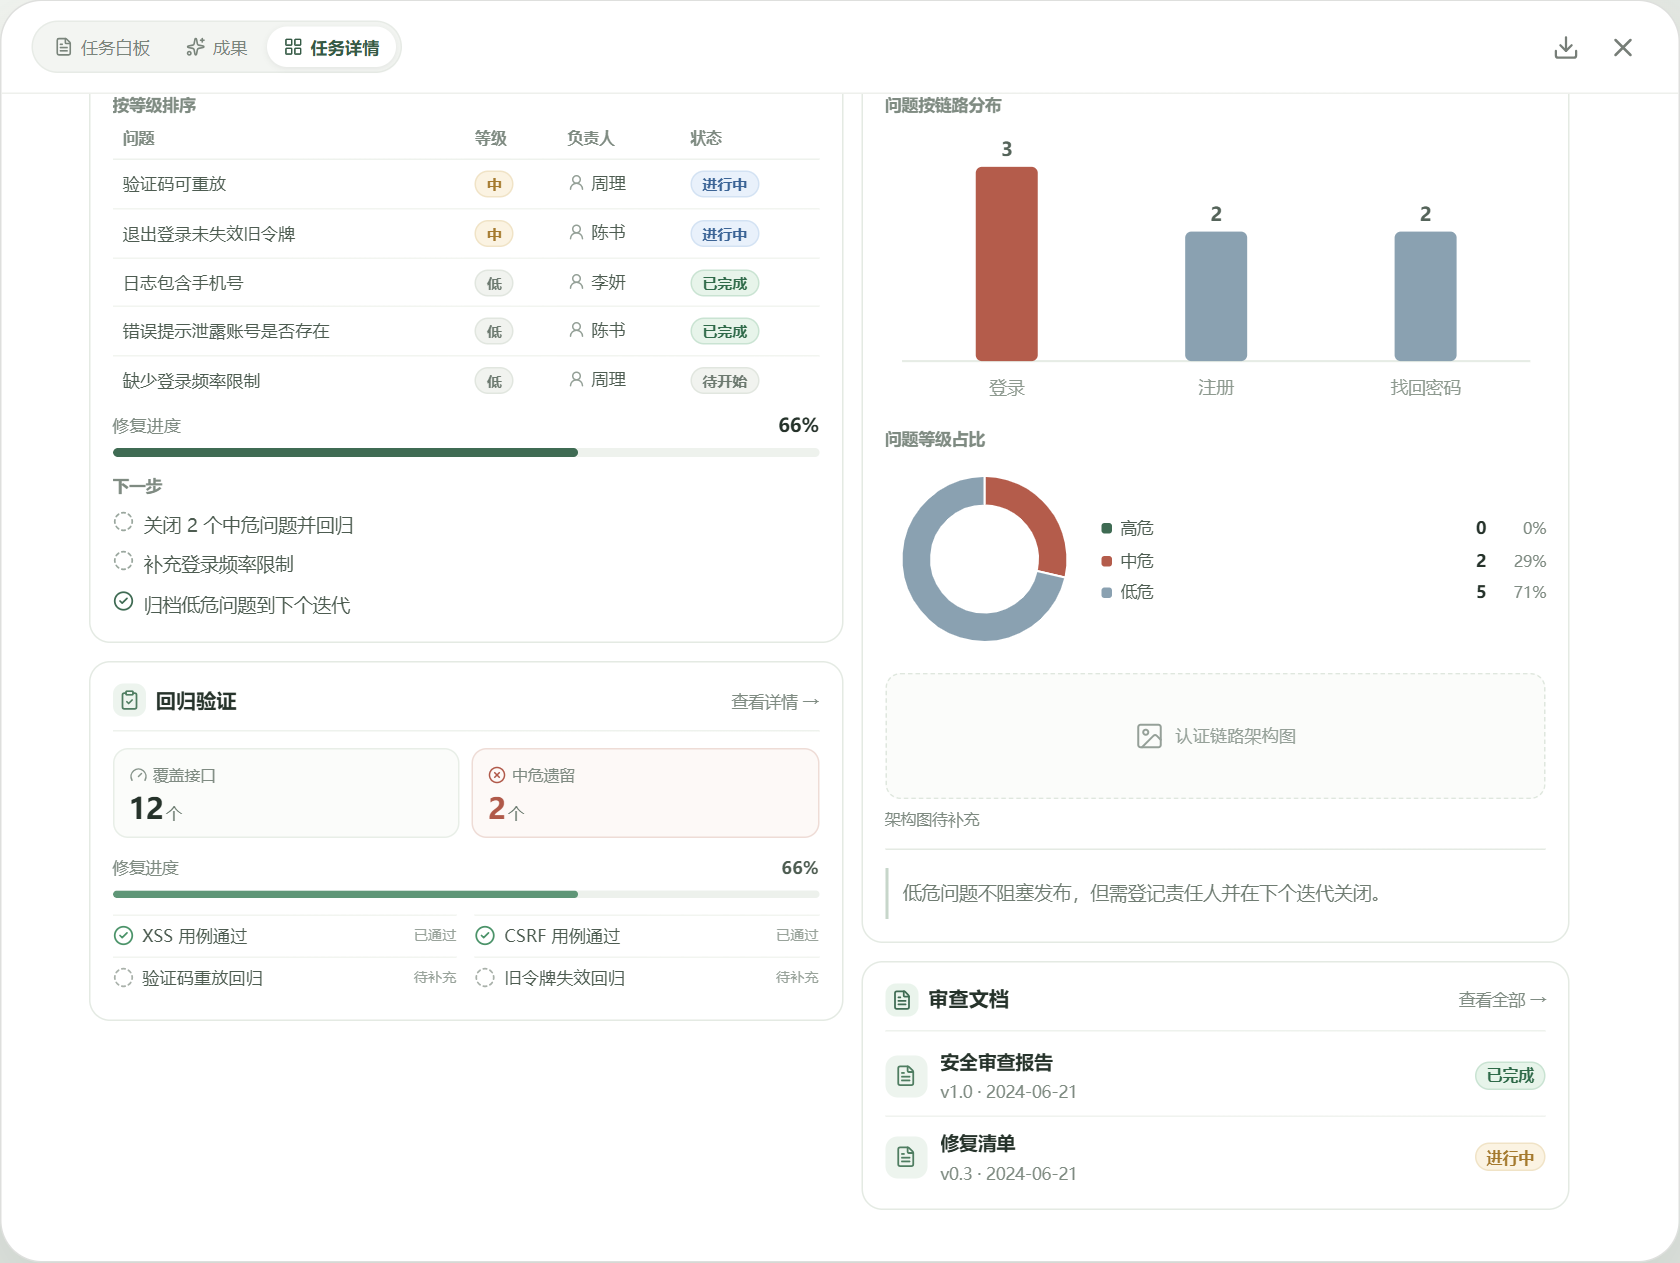 任务白板 成果 任务详情
按等级排序
问题 等级 负责人 状态
验证码可重放 中 周理 进行中
退出登录未失效旧令牌 中 陈书 进行中
日志包含手机号 低 李妍 已完成
错误提示泄露账号是否存在 低 陈书 已完成
缺少登录频率限制 低 周理 待开始
修复进度 66%
下一步
关闭 2 个中危问题并回归
补充登录频率限制
归档低危问题到下个迭代
回归验证 查看详情 →
覆盖接口
12 个
中危遗留
2 个
修复进度 66%
XSS 用例通过 已通过
CSRF 用例通过 已通过
验证码重放回归 待补充
旧令牌失效回归 待补充
问题按链路分布
3
2
2
登录 注册 找回密码
问题等级占比
高危 0 0%
中危 2 29%
低危 5 71%
认证链路架构图
架构图待补充
低危问题不阻塞发布，但需登记责任人并在下个迭代关闭。
审查文档 查看全部 →
安全审查报告
v1.0 · 2024-06-21
已完成
修复清单
v0.3 · 2024-06-21
进行中